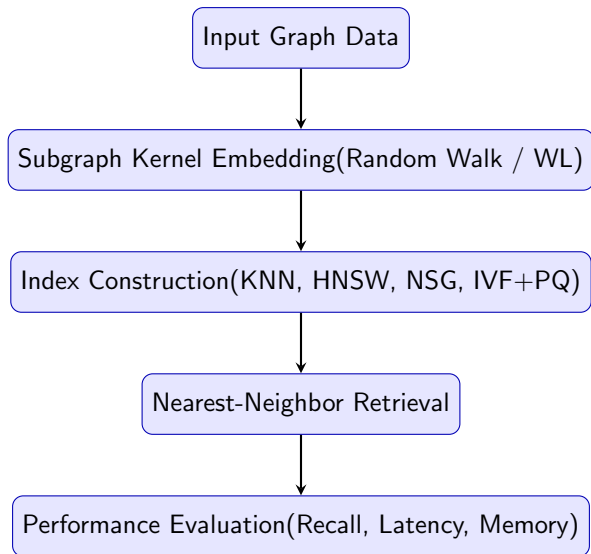 Input Graph Data
Subgraph Kernel Embedding(Random Walk / WL)
Index Construction(KNN, HNSW, NSG, IVF+PQ)
Nearest-Neighbor Retrieval
Performance Evaluation(Recall, Latency, Memory)